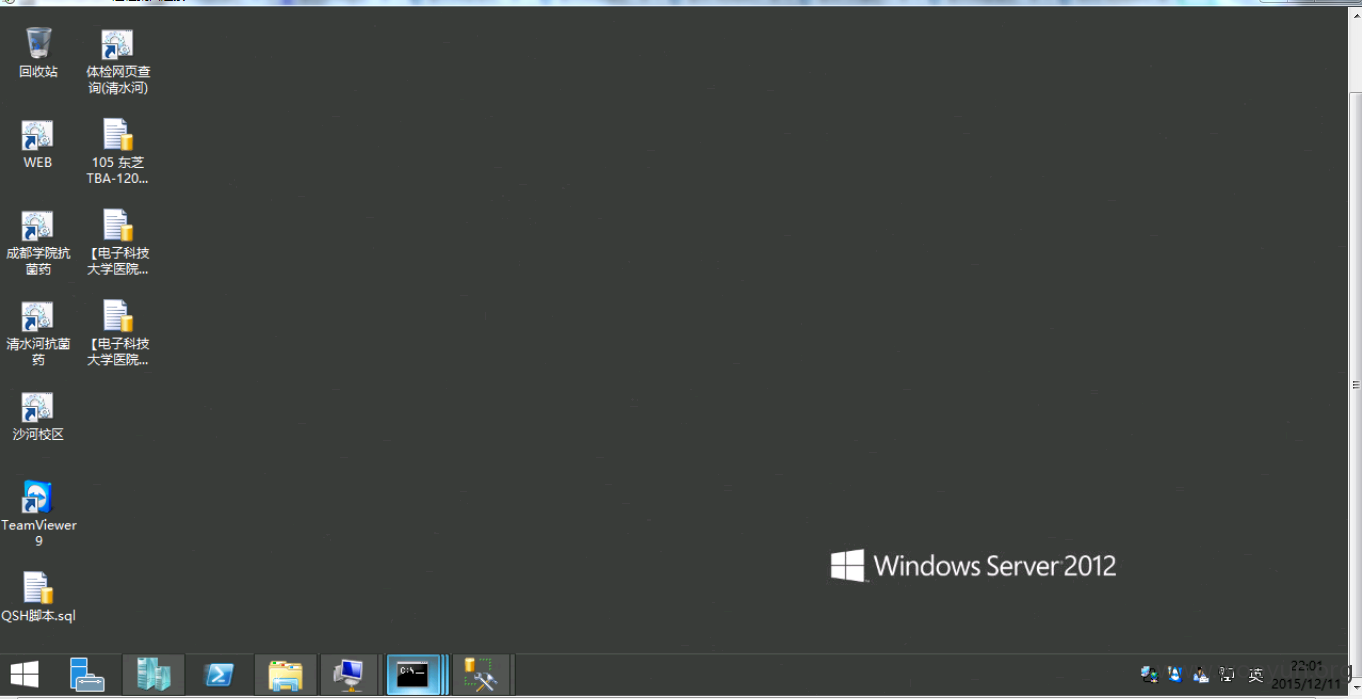 回收站
体检网页查
询(清水河)
WEB
105 东芝
TBA-120...
成都学院抗
菌药
【电子科技
大学医院...
清水河抗菌
药
【电子科技
大学医院...
沙河校区
TeamViewer
9
QSH脚本.sql
Windows Server 2012
C:\
英
22:01
2015/12/11